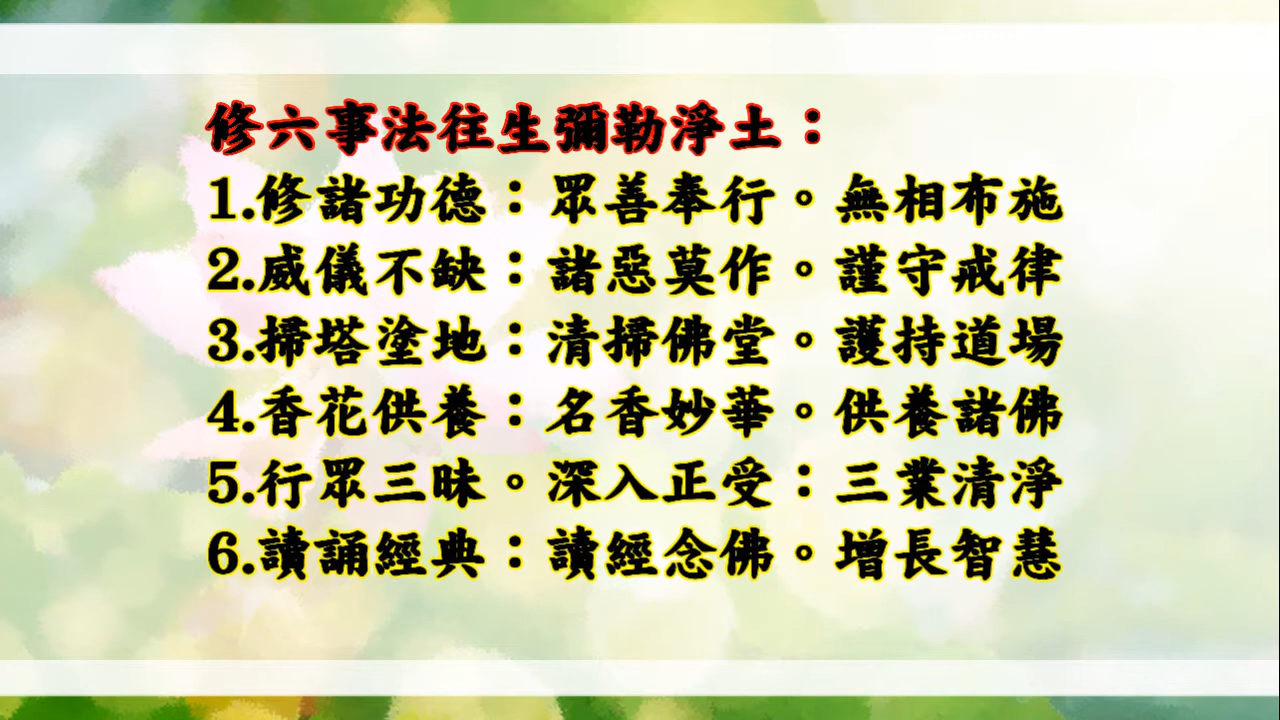 修六事法往生彌勒淨土：
1.修諸功德：眾善奉行。無相布施
2.威儀不缺：諸惡莫作。謹守戒律
3.掃塔塗地：清掃佛堂。護持道場
4.香花供養：名香妙華。供養諸佛
5.行眾三昧。深入正受：三業清淨
6.讀誦經典：讀經念佛。增長智慧